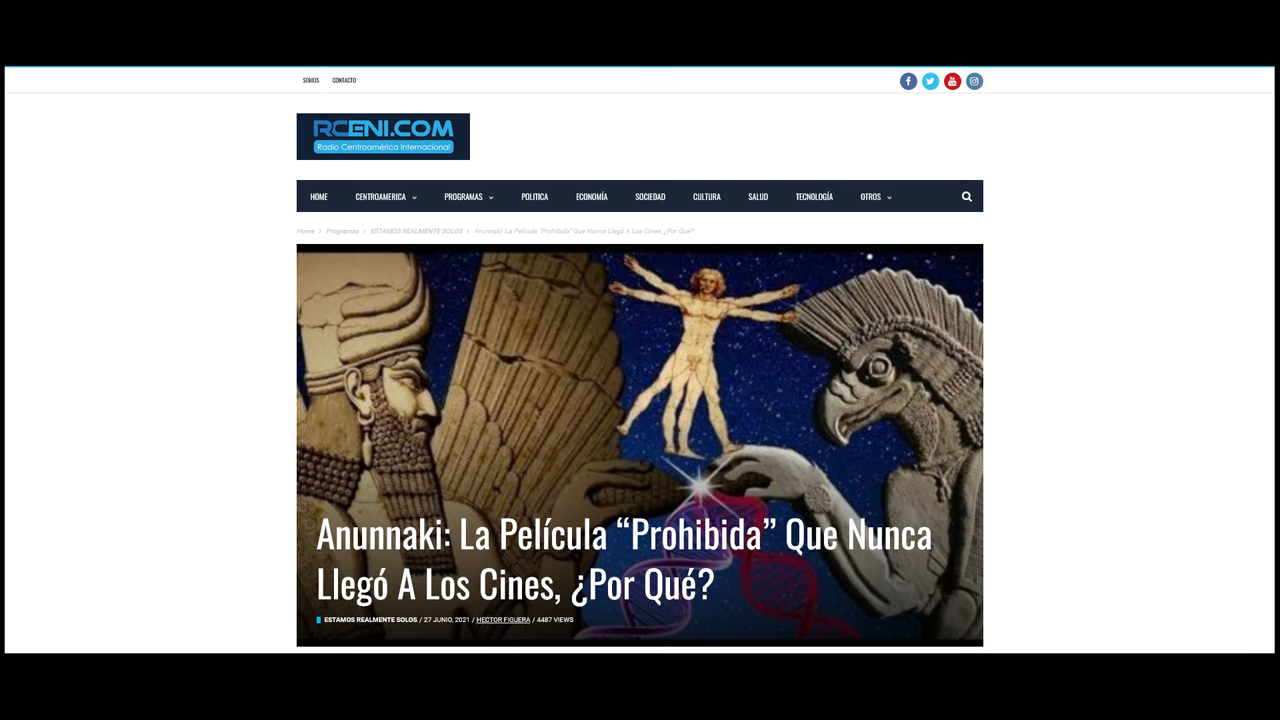 SOMOS CONTACTO
RCENI.COM
Radio Centroamérica Internacional
HOME CENTROAMERICA PROGRAMAS POLITICA ECONOMÍA SOCIEDAD CULTURA SALUD TECNOLOGÍA OTROS
Home > Programas > ESTAMOS REALMENTE SOLOS > Anunnaki: La Película “Prohibida” Que Nunca Llegó A Los Cines, ¿Por Qué?
Anunnaki: La Película “Prohibida” Que Nunca
Llegó A Los Cines, ¿Por Qué?
ESTAMOS REALMENTE SOLOS / 27 JUNIO, 2021 / HECTOR FIGUERA / 4487 VIEWS